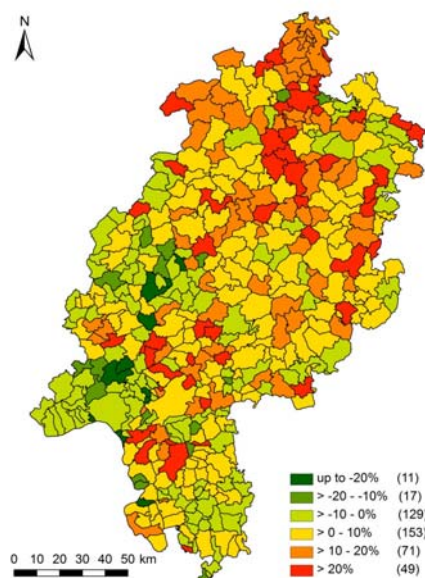 N
up to -20% (11)
> -20 - -10% (17)
> -10 - 0% (129)
> 0 - 10% (153)
> 10 - 20% (71)
> 20% (49)
0 10 20 30 40 50 km